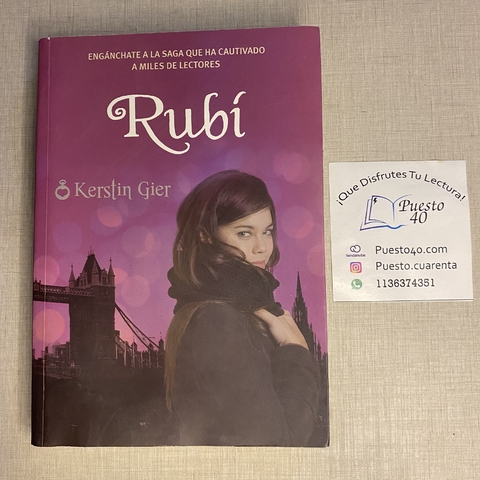 ENGÁNCHATE A LA SAGA QUE HA CAUTIVADO
A MILES DE LECTORES
Rubí
Kerstin Gier
¡Que Disfrutes Tu Lectura!
Puesto
40
tiendanube
Puesto40.com
Puesto.cuarenta
1136374351